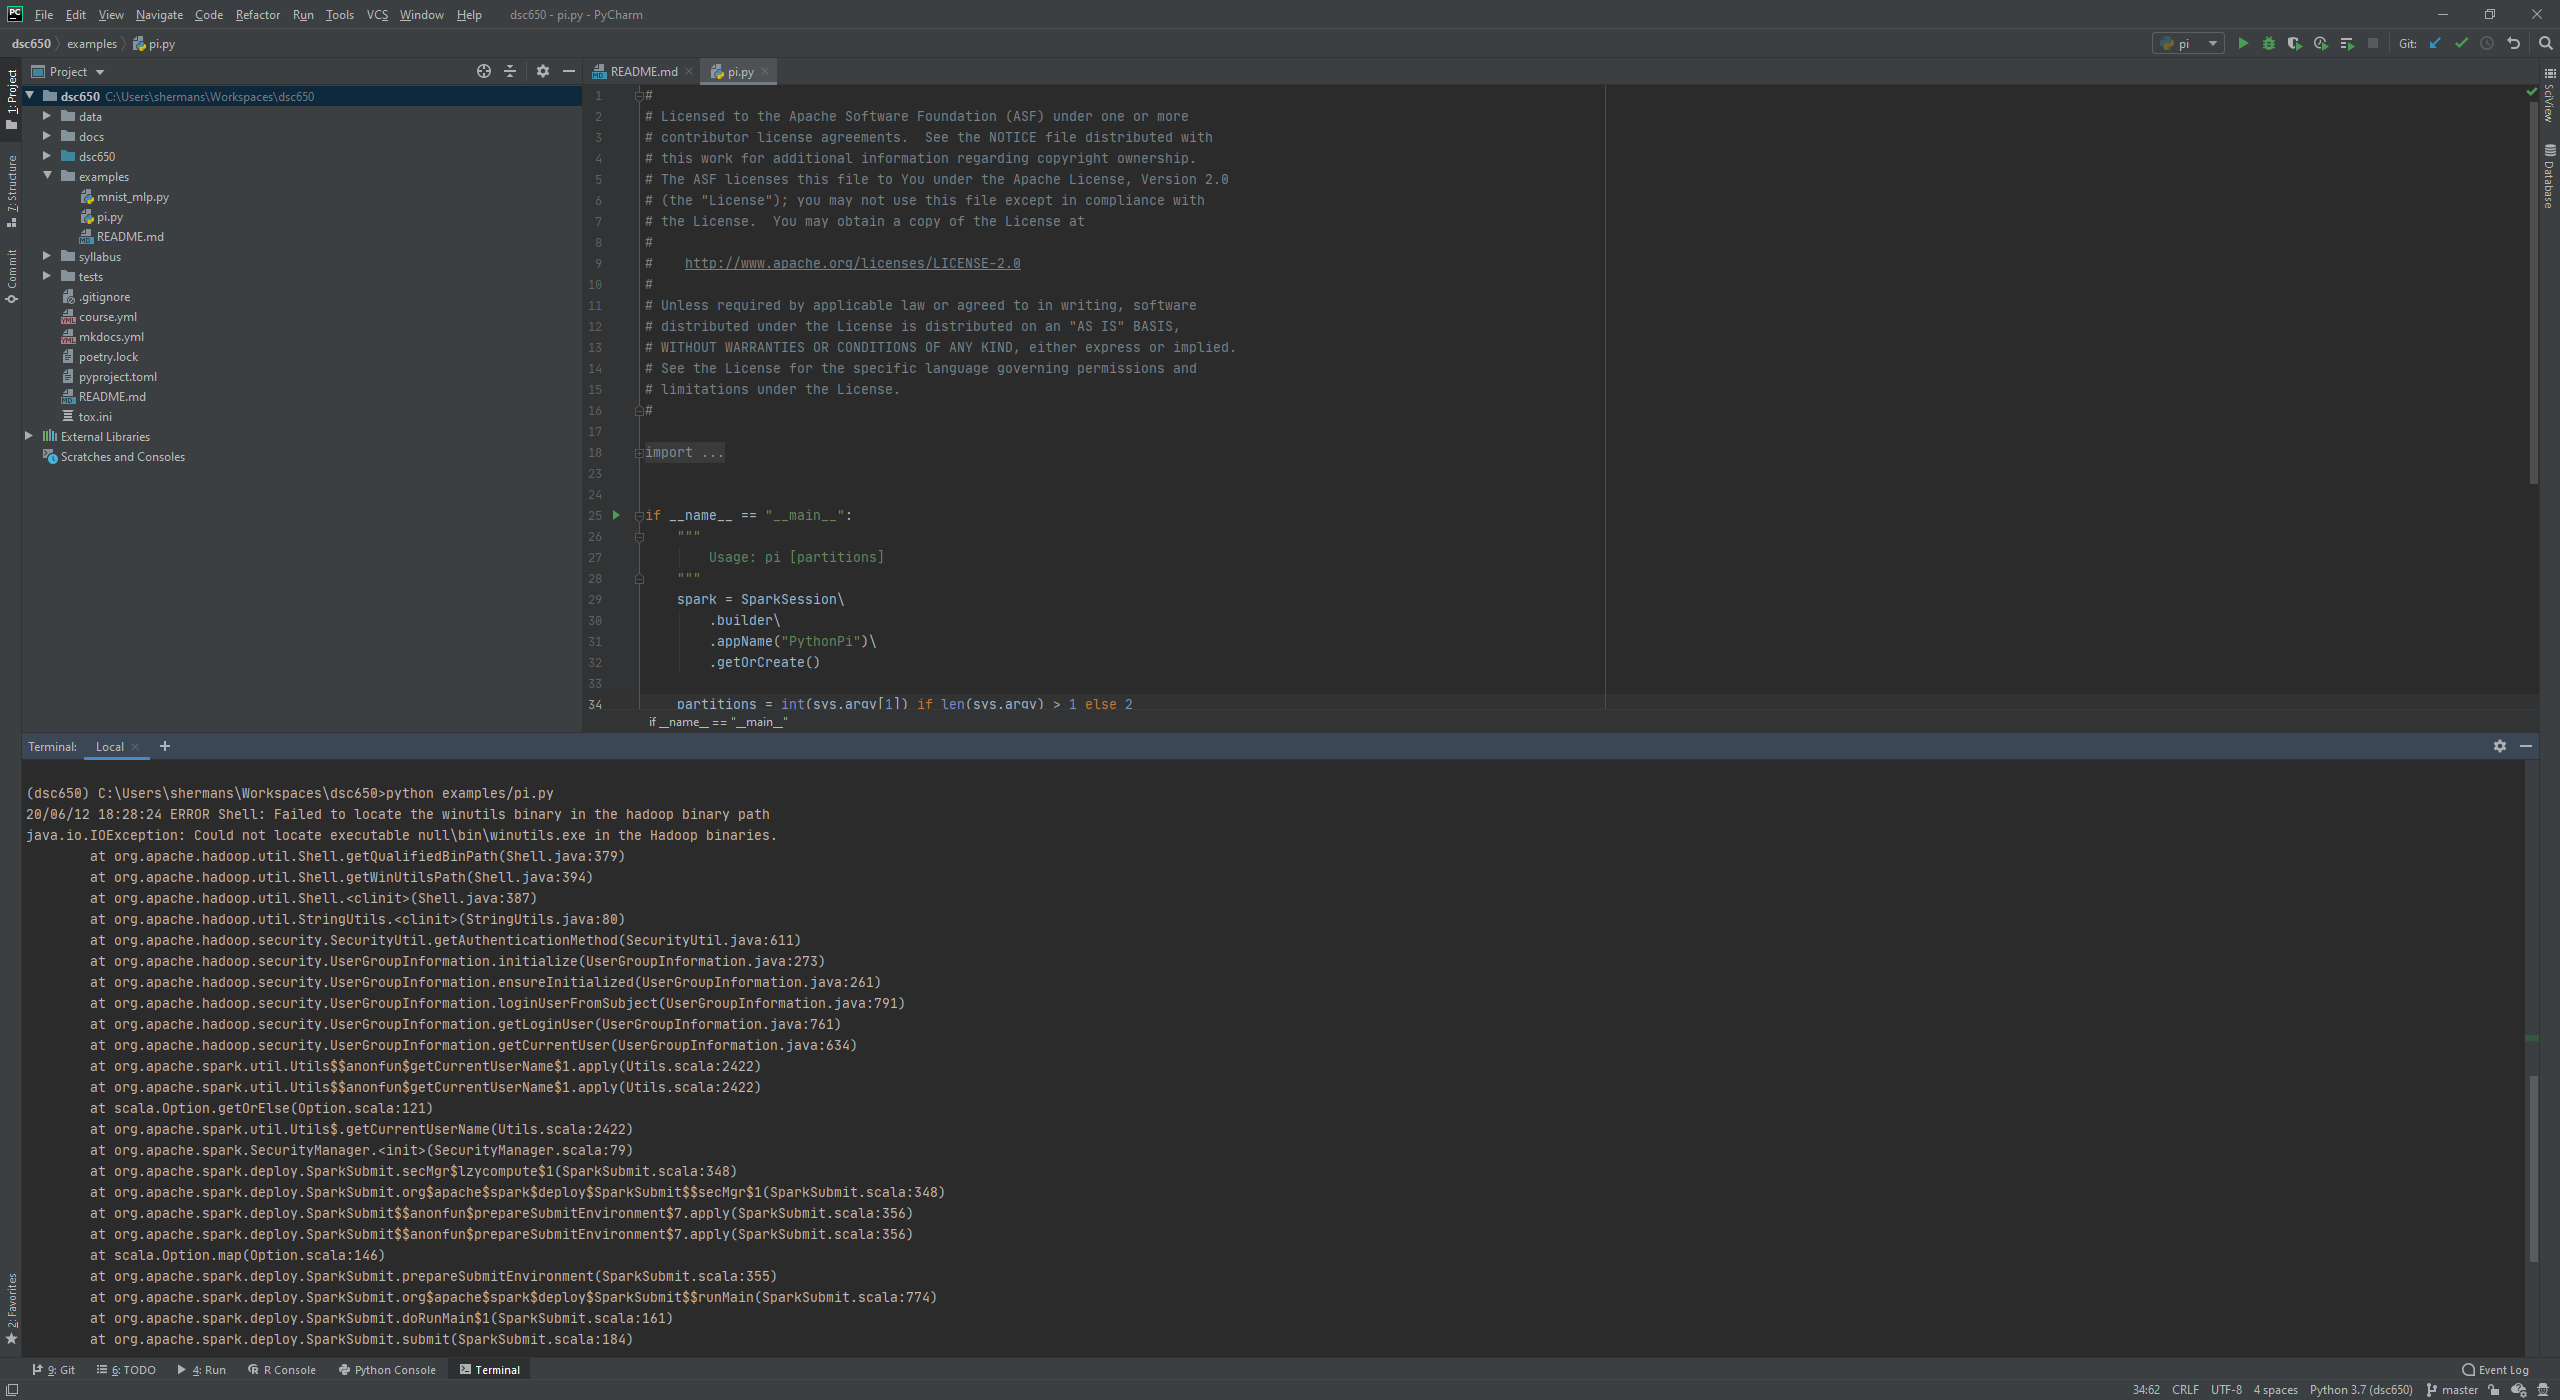 PC File Edit View Navigate Code Refactor Run Tools VCS Window Help dsc650 - pi.py - PyCharm
dsc650 examples pi.py
pi
Git:
1: Project
7: Structure
Commit
2: Favorites
Project
dsc650 C:\Users\shermans\Workspaces\dsc650
data
docs
dsc650
examples
mnist_mlp.py
pi.py
README.md
syllabus
tests
.gitignore
course.yml
mkdocs.yml
poetry.lock
pyproject.toml
README.md
tox.ini
External Libraries
Scratches and Consoles
README.md pi.py
1 #
2 # Licensed to the Apache Software Foundation (ASF) under one or more
3 # contributor license agreements.  See the NOTICE file distributed with
4 # this work for additional information regarding copyright ownership.
5 # The ASF licenses this file to You under the Apache License, Version 2.0
6 # (the "License"); you may not use this file except in compliance with
7 # the License.  You may obtain a copy of the License at
8 #
9 #    http://www.apache.org/licenses/LICENSE-2.0
10 #
11 # Unless required by applicable law or agreed to in writing, software
12 # distributed under the License is distributed on an "AS IS" BASIS,
13 # WITHOUT WARRANTIES OR CONDITIONS OF ANY KIND, either express or implied.
14 # See the License for the specific language governing permissions and
15 # limitations under the License.
16 #
17
18 import ...
23
24
25 if __name__ == "__main__":
26     """
27         Usage: pi [partitions]
28     """
29     spark = SparkSession\
30         .builder\
31         .appName("PythonPi")\
32         .getOrCreate()
33
34     partitions = int(sys.argv[1]) if len(sys.argv) > 1 else 2
if __name__ == "__main__"
SciView
Database
Terminal: Local
(dsc650) C:\Users\shermans\Workspaces\dsc650>python examples/pi.py
20/06/12 18:28:24 ERROR Shell: Failed to locate the winutils binary in the hadoop binary path
java.io.IOException: Could not locate executable null\bin\winutils.exe in the Hadoop binaries.
at org.apache.hadoop.util.Shell.getQualifiedBinPath(Shell.java:379)
at org.apache.hadoop.util.Shell.getWinUtilsPath(Shell.java:394)
at org.apache.hadoop.util.Shell.<clinit>(Shell.java:387)
at org.apache.hadoop.util.StringUtils.<clinit>(StringUtils.java:80)
at org.apache.hadoop.security.SecurityUtil.getAuthenticationMethod(SecurityUtil.java:611)
at org.apache.hadoop.security.UserGroupInformation.initialize(UserGroupInformation.java:273)
at org.apache.hadoop.security.UserGroupInformation.ensureInitialized(UserGroupInformation.java:261)
at org.apache.hadoop.security.UserGroupInformation.loginUserFromSubject(UserGroupInformation.java:791)
at org.apache.hadoop.security.UserGroupInformation.getLoginUser(UserGroupInformation.java:761)
at org.apache.hadoop.security.UserGroupInformation.getCurrentUser(UserGroupInformation.java:634)
at org.apache.spark.util.Utils$$anonfun$getCurrentUserName$1.apply(Utils.scala:2422)
at org.apache.spark.util.Utils$$anonfun$getCurrentUserName$1.apply(Utils.scala:2422)
at scala.Option.getOrElse(Option.scala:121)
at org.apache.spark.util.Utils$.getCurrentUserName(Utils.scala:2422)
at org.apache.spark.SecurityManager.<init>(SecurityManager.scala:79)
at org.apache.spark.deploy.SparkSubmit.secMgr$lzycompute$1(SparkSubmit.scala:348)
at org.apache.spark.deploy.SparkSubmit.org$apache$spark$deploy$SparkSubmit$$secMgr$1(SparkSubmit.scala:348)
at org.apache.spark.deploy.SparkSubmit$$anonfun$prepareSubmitEnvironment$7.apply(SparkSubmit.scala:356)
at org.apache.spark.deploy.SparkSubmit$$anonfun$prepareSubmitEnvironment$7.apply(SparkSubmit.scala:356)
at scala.Option.map(Option.scala:146)
at org.apache.spark.deploy.SparkSubmit.prepareSubmitEnvironment(SparkSubmit.scala:355)
at org.apache.spark.deploy.SparkSubmit.org$apache$spark$deploy$SparkSubmit$$runMain(SparkSubmit.scala:774)
at org.apache.spark.deploy.SparkSubmit.doRunMain$1(SparkSubmit.scala:161)
at org.apache.spark.deploy.SparkSubmit.submit(SparkSubmit.scala:184)
9: Git 6: TODO 4: Run R Console Python Console Terminal Event Log
34:62 CRLF UTF-8 4 spaces Python 3.7 (dsc650) master